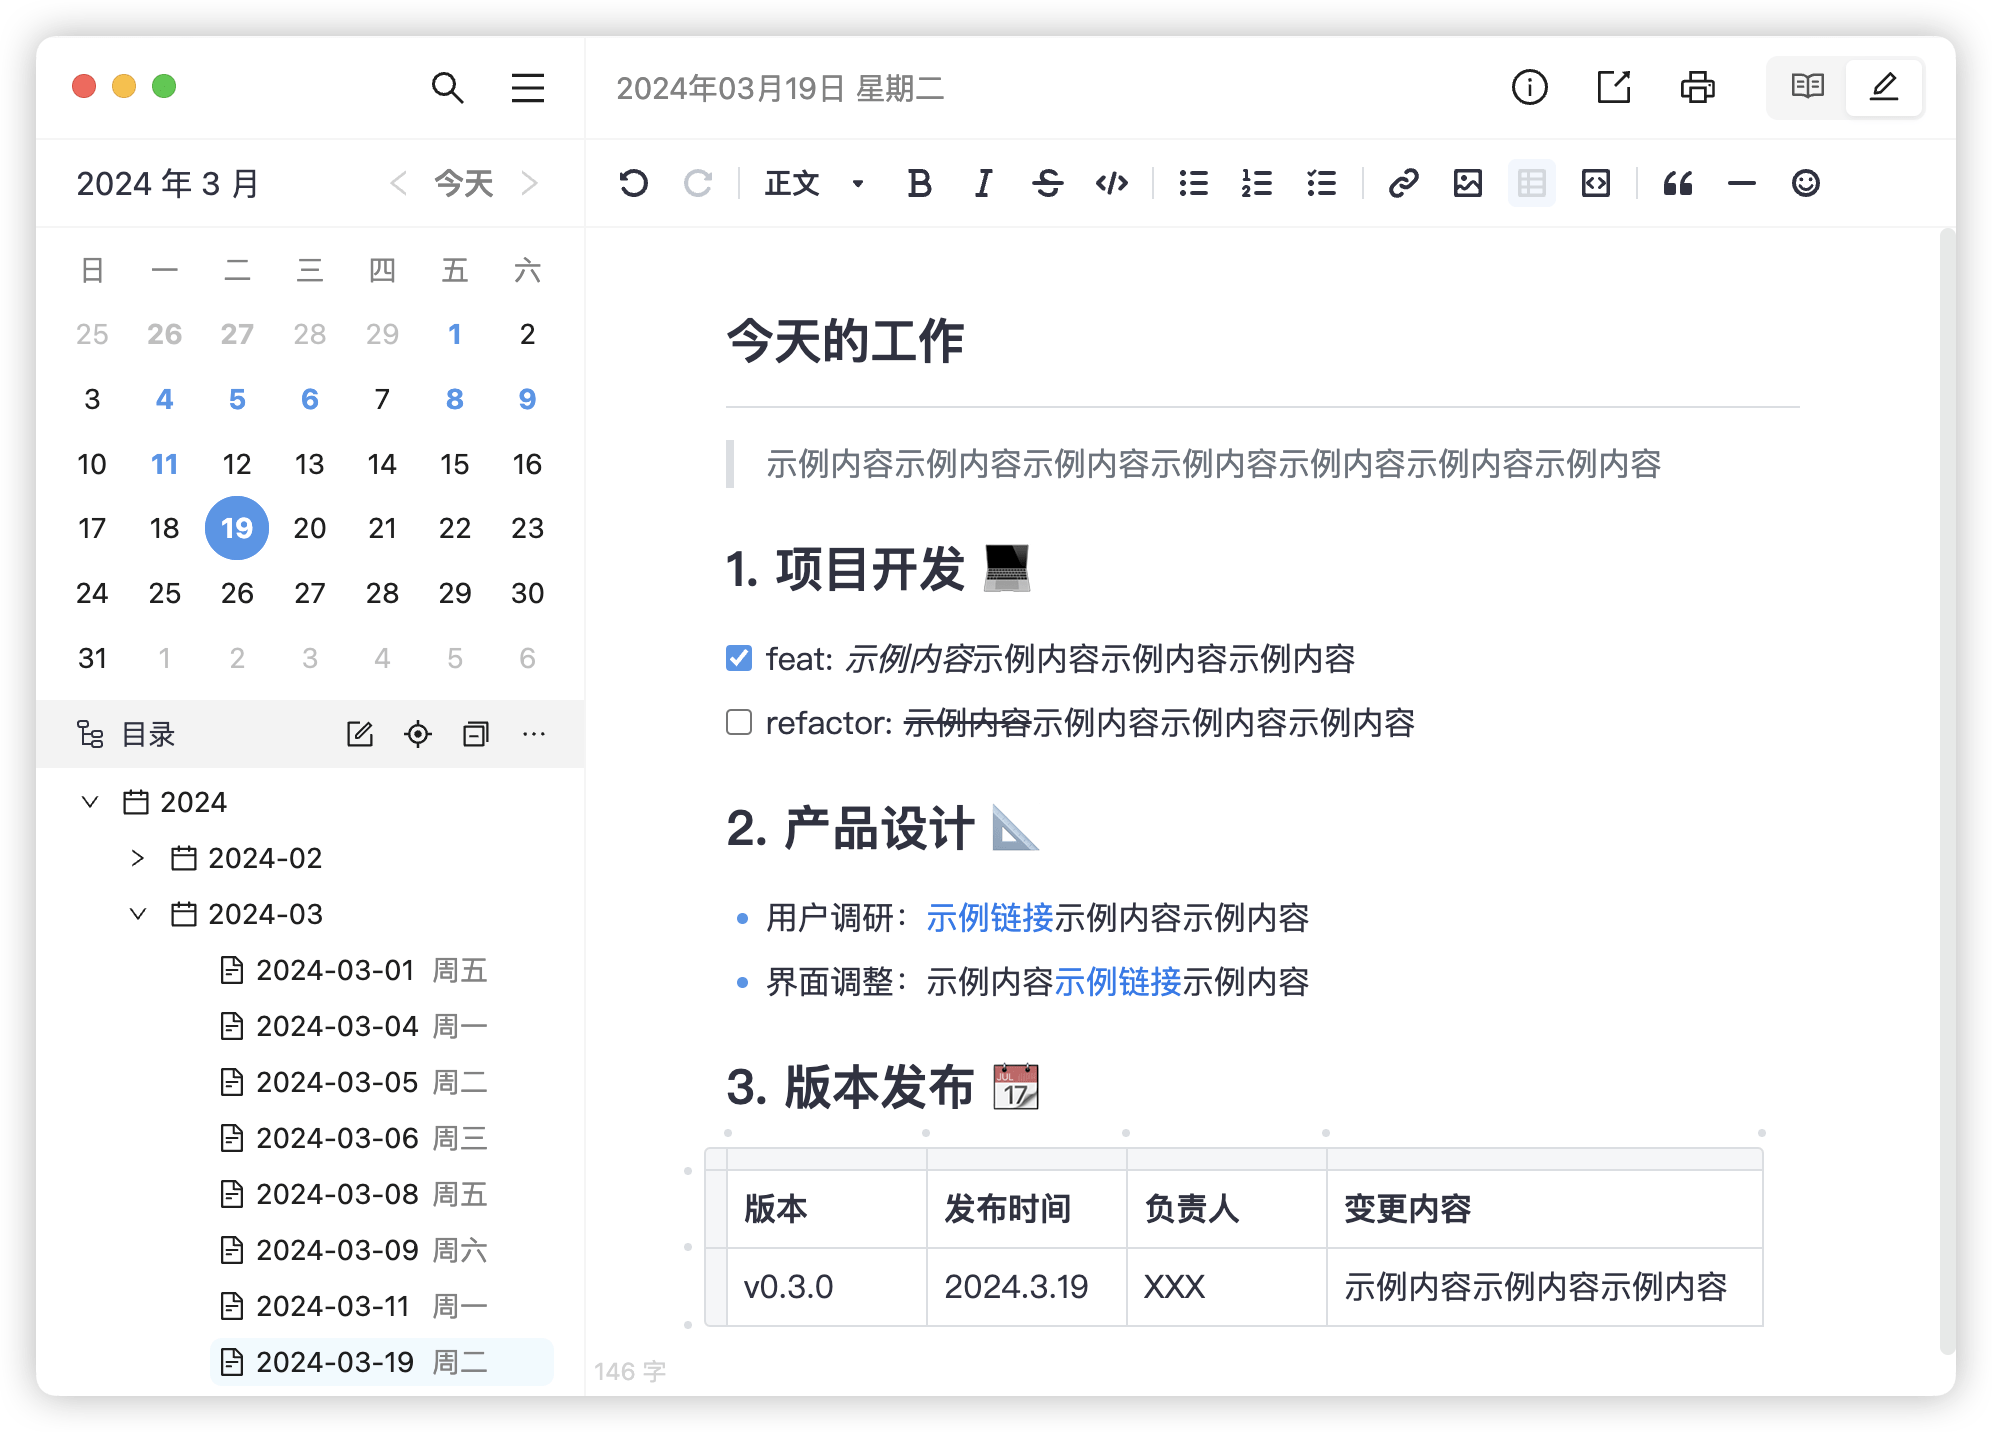 2024年03月19日 星期二
2024 年 3 月
今天
正文
日 一 二 三 四 五 六
25 26 27 28 29 1 2
3 4 5 6 7 8 9
10 11 12 13 14 15 16
17 18 19 20 21 22 23
24 25 26 27 28 29 30
31 1 2 3 4 5 6
目录
2024
2024-02
2024-03
2024-03-01 周五
2024-03-04 周一
2024-03-05 周二
2024-03-06 周三
2024-03-08 周五
2024-03-09 周六
2024-03-11 周一
2024-03-19 周二
今天的工作
示例内容示例内容示例内容示例内容示例内容示例内容示例内容
1. 项目开发 💻
feat: 示例内容示例内容示例内容示例内容
refactor: 示例内容示例内容示例内容示例内容
2. 产品设计 📐
用户调研：示例链接示例内容示例内容
界面调整：示例内容示例链接示例内容
3. 版本发布 📆
版本 发布时间 负责人 变更内容
v0.3.0 2024.3.19 XXX 示例内容示例内容示例内容
146 字